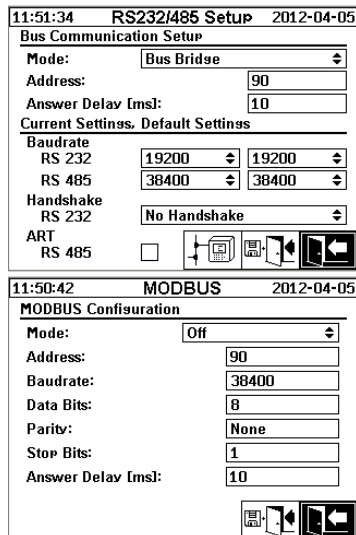 11:51:34 RS232/485 Setup 2012-04-05
Bus Communication Setup
Mode: Bus Bridge
Address: 90
Answer Delay [ms]: 10
Current Settings, Default Settings
Baudrate
RS 232 19200 19200
RS 485 38400 38400
Handshake
RS 232 No Handshake
ART
RS 485
11:50:42 MODBUS 2012-04-05
MODBUS Configuration
Mode: Off
Address: 90
Baudrate: 38400
Data Bits: 8
Parity: None
Stop Bits: 1
Answer Delay [ms]: 10